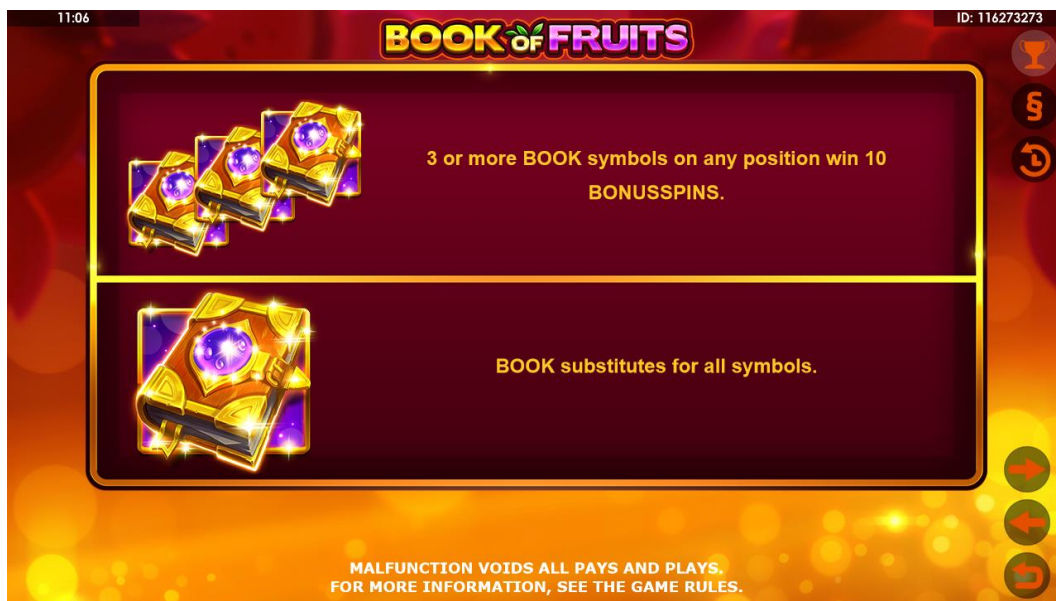 11:06
ID: 116273273
BOOK OF FRUITS
§
3 or more BOOK symbols on any position win 10
BONUSSPINS.
BOOK substitutes for all symbols.
MALFUNCTION VOIDS ALL PAYS AND PLAYS.
FOR MORE INFORMATION, SEE THE GAME RULES.